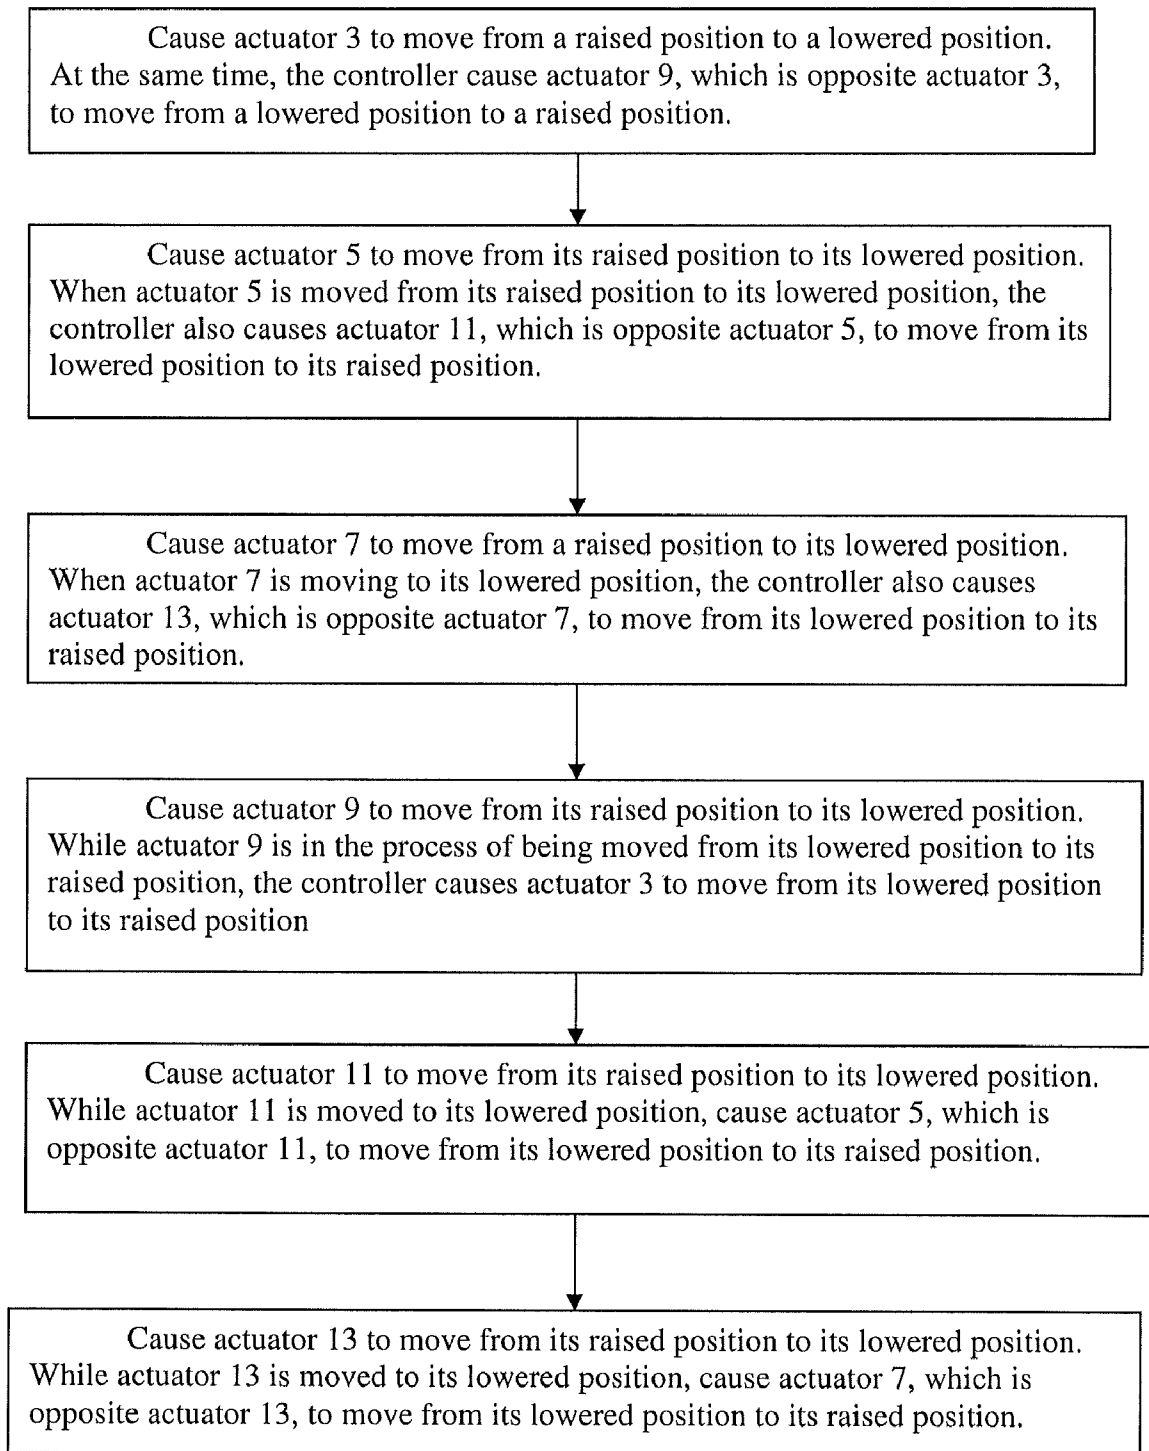 Cause actuator 3 to move from a raised position to a lowered position.
At the same time, the controller cause actuator 9, which is opposite actuator 3,
to move from a lowered position to a raised position.
Cause actuator 5 to move from its raised position to its lowered position.
When actuator 5 is moved from its raised position to its lowered position, the
controller also causes actuator 11, which is opposite actuator 5, to move from its
lowered position to its raised position.
Cause actuator 7 to move from a raised position to its lowered position.
When actuator 7 is moving to its lowered position, the controller also causes
actuator 13, which is opposite actuator 7, to move from its lowered position to its
raised position.
Cause actuator 9 to move from its raised position to its lowered position.
While actuator 9 is in the process of being moved from its lowered position to its
raised position, the controller causes actuator 3 to move from its lowered position
to its raised position
Cause actuator 11 to move from its raised position to its lowered position.
While actuator 11 is moved to its lowered position, cause actuator 5, which is
opposite actuator 11, to move from its lowered position to its raised position.
Cause actuator 13 to move from its raised position to its lowered position.
While actuator 13 is moved to its lowered position, cause actuator 7, which is
opposite actuator 13, to move from its lowered position to its raised position.